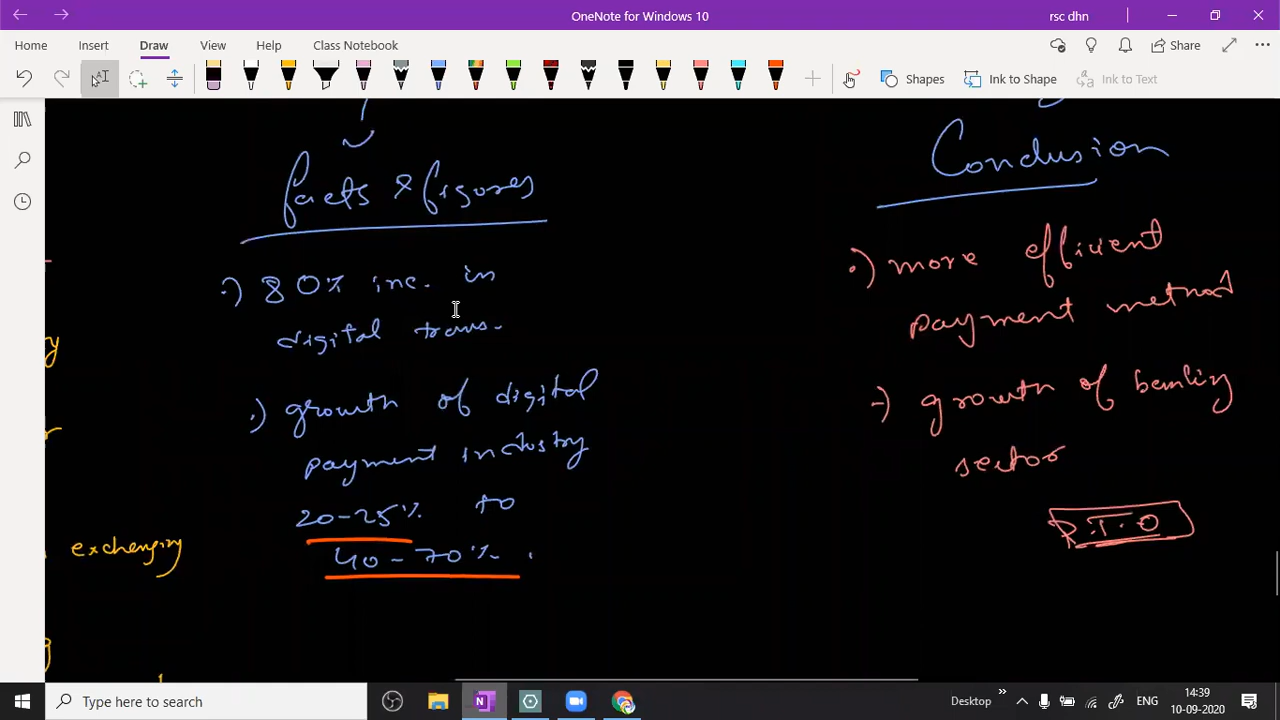 OneNote for Windows 10
rsc dhn
Home Insert Draw View Help Class Notebook
Share
Shapes Ink to Shape Ink to Text
facts & figures
80% inc. in
digital trans.
growth of digital
payment industry
20-25% to
40-70%.
exchanging
Conclusion
more efficient
payment method
growth of banking
sector
P.T.O
Type here to search
Desktop
ENG
14:39
10-09-2020